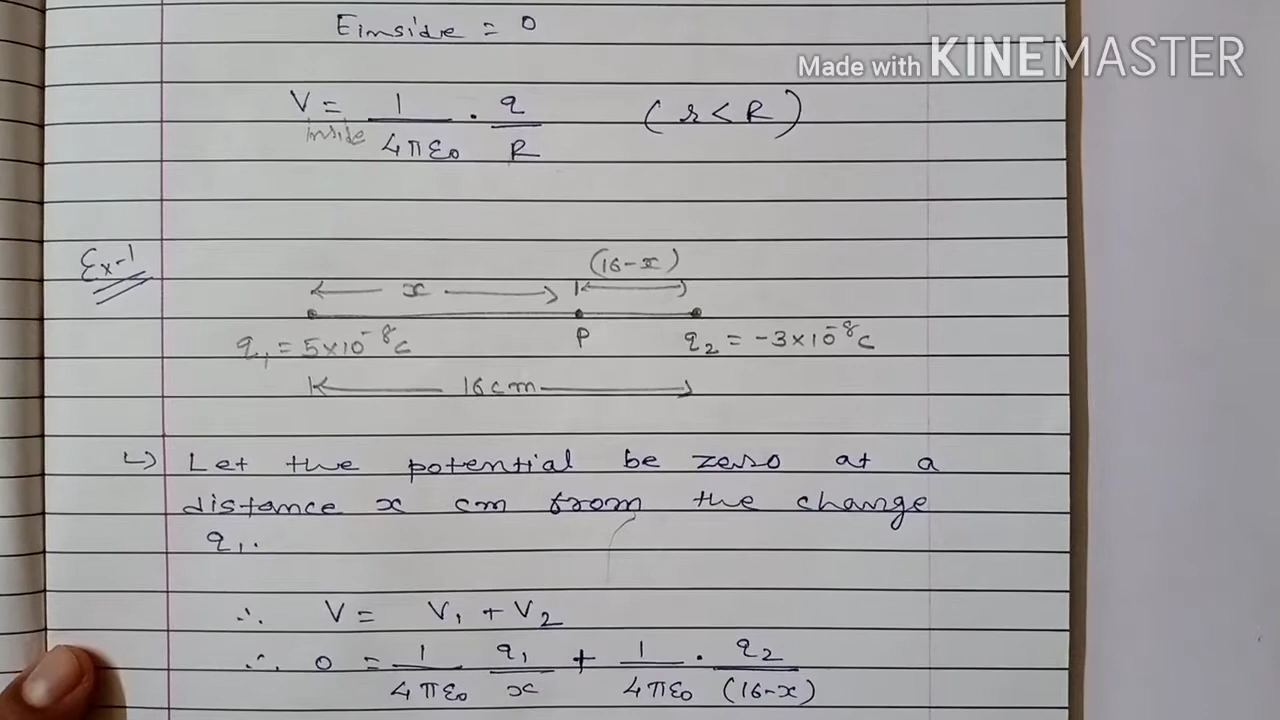 Einside = 0
Made with KINEMASTER
V inside = 1/4πε₀ · q/R (r < R)
Ex-1
(16-x)
x
q₁ = 5×10⁻⁸c P q₂ = -3×10⁻⁸c
16cm
↳ Let the potential be zero at a
distance x cm from the change
q₁.
∴ V = V₁ + V₂
∴ 0 = 1/4πε₀ q₁/x + 1/4πε₀ · q₂/(16-x)